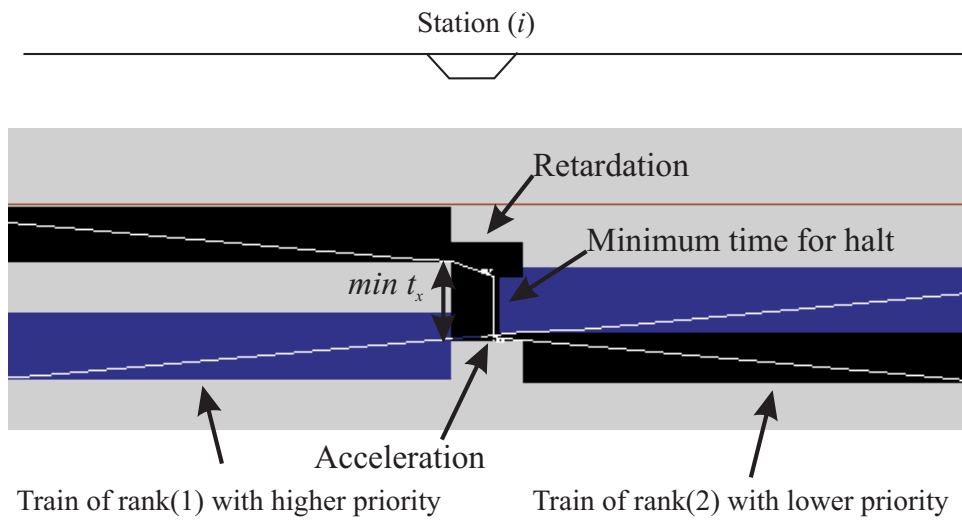 Station (i)
Retardation
Minimum time for halt
min tₓ
Acceleration
Train of rank(1) with higher priority
Train of rank(2) with lower priority